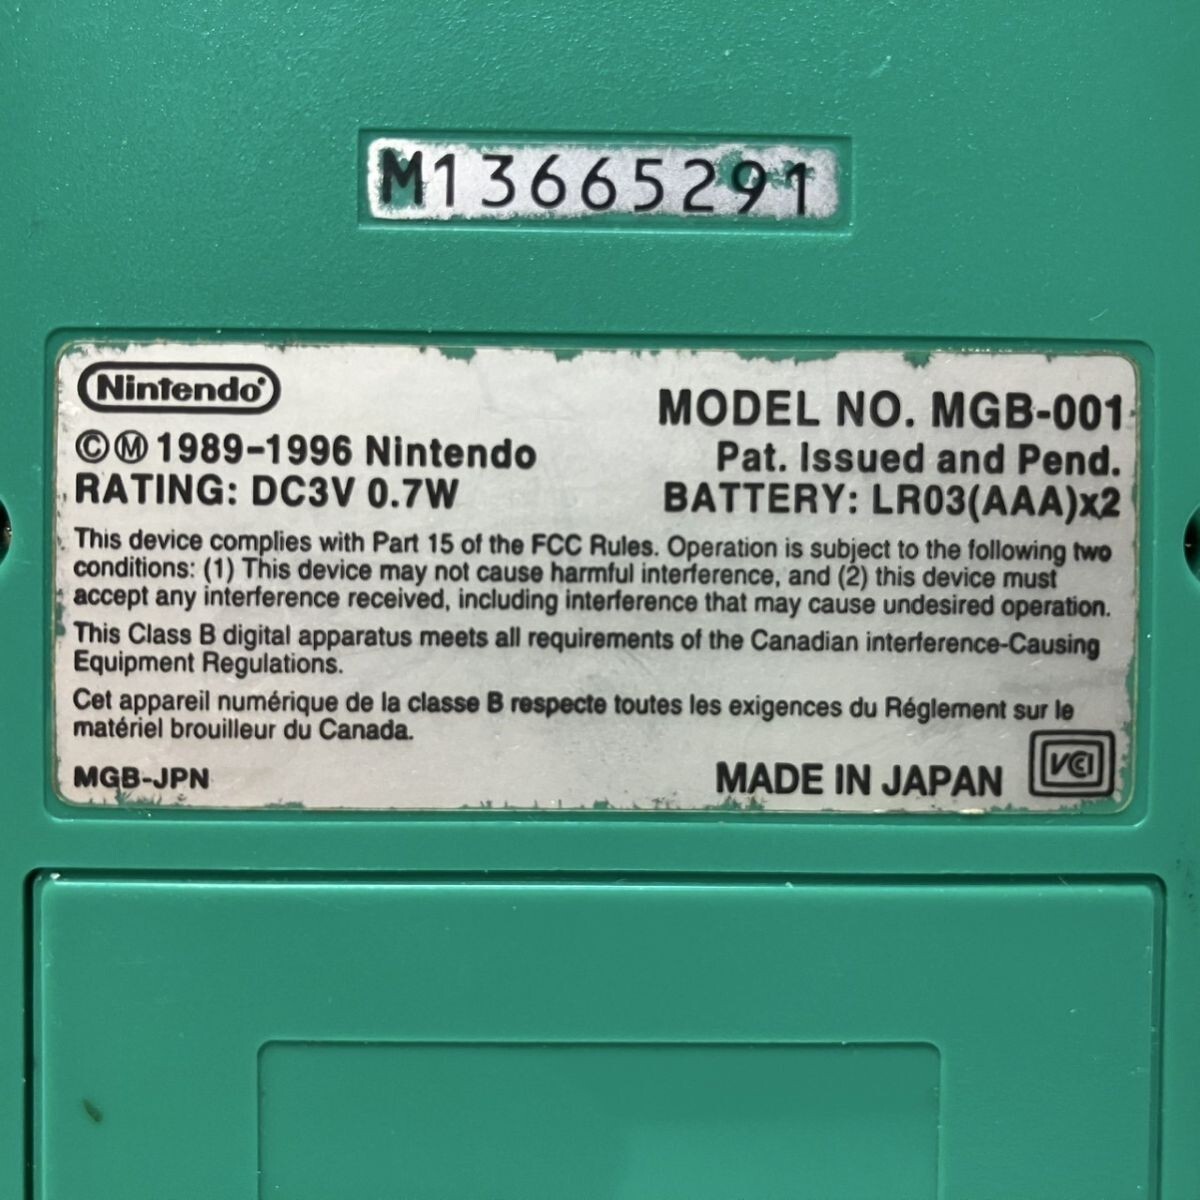 M13665291
Nintendo®
©Ⓜ 1989-1996 Nintendo
RATING: DC3V 0.7W
MODEL NO. MGB-001
Pat. Issued and Pend.
BATTERY: LR03(AAA)x2
This device complies with Part 15 of the FCC Rules. Operation is subject to the following two
conditions: (1) This device may not cause harmful interference, and (2) this device must
accept any interference received, including interference that may cause undesired operation.
This Class B digital apparatus meets all requirements of the Canadian interference-Causing
Equipment Regulations.
Cet appareil numérique de la classe B respecte toutes les exigences du Réglement sur le
matériel brouilleur du Canada.
MGB-JPN
MADE IN JAPAN
VCI